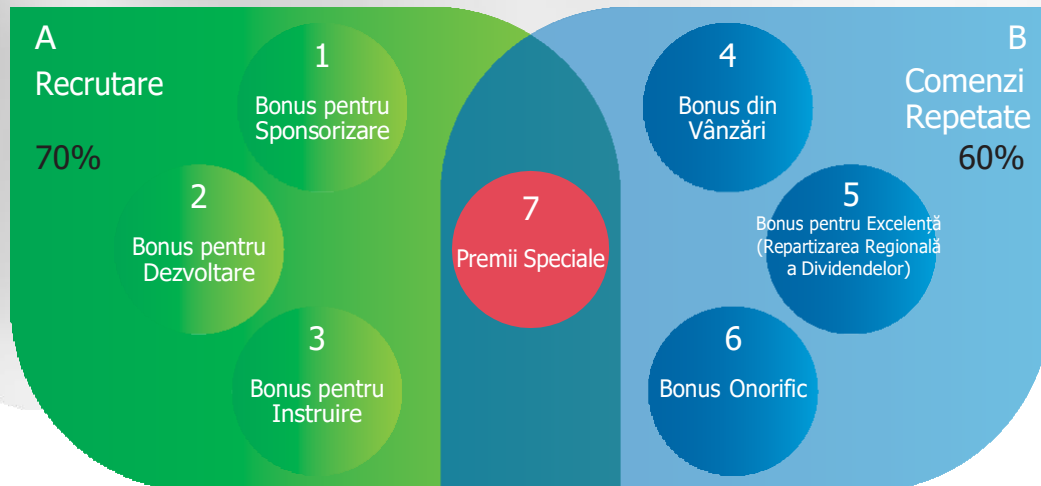 A
Recrutare
70%
1
Bonus pentru
Sponsorizare
2
Bonus pentru
Dezvoltare
3
Bonus pentru
Instruire
7
Premii Speciale
B
Comenzi
Repetate
60%
4
Bonus din
Vânzări
5
Bonus pentru Excelență
(Repartizarea Regională
a Dividendelor)
6
Bonus Onorific